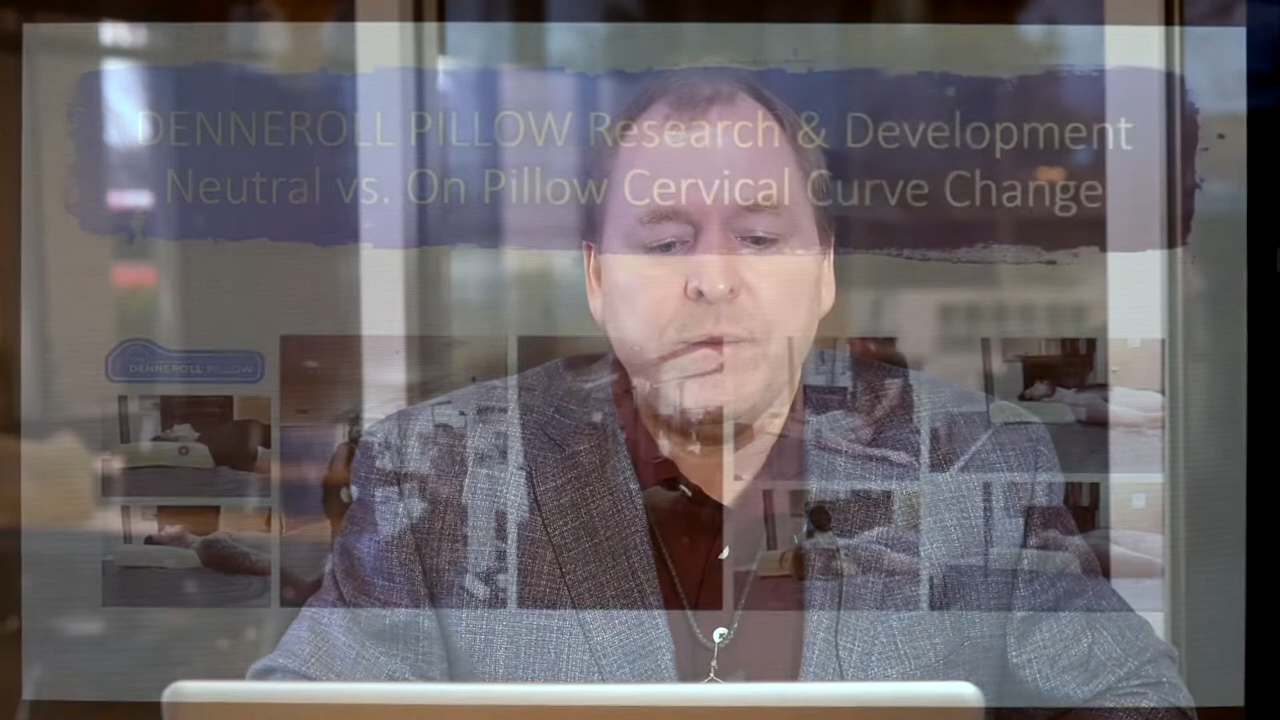 DENNEROLL PILLOW Research & Development
Neutral vs. On Pillow Cervical Curve Change
DENNEROLL PILLOW